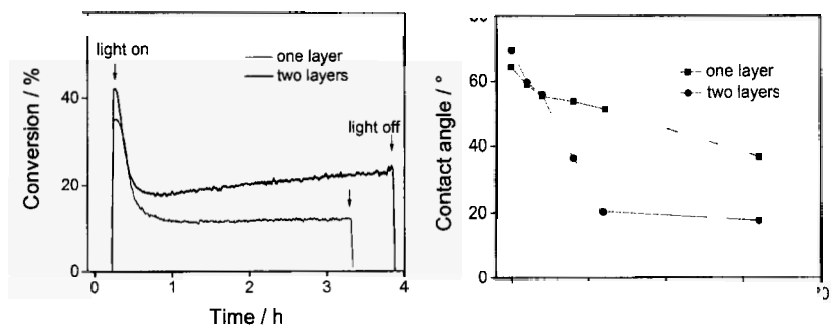 light on
one layer
two layers
light off
40
20
0
Conversion / %
0
1
2
3
4
Time / h
60
40
20
0
Contact angle / °
one layer
two layers